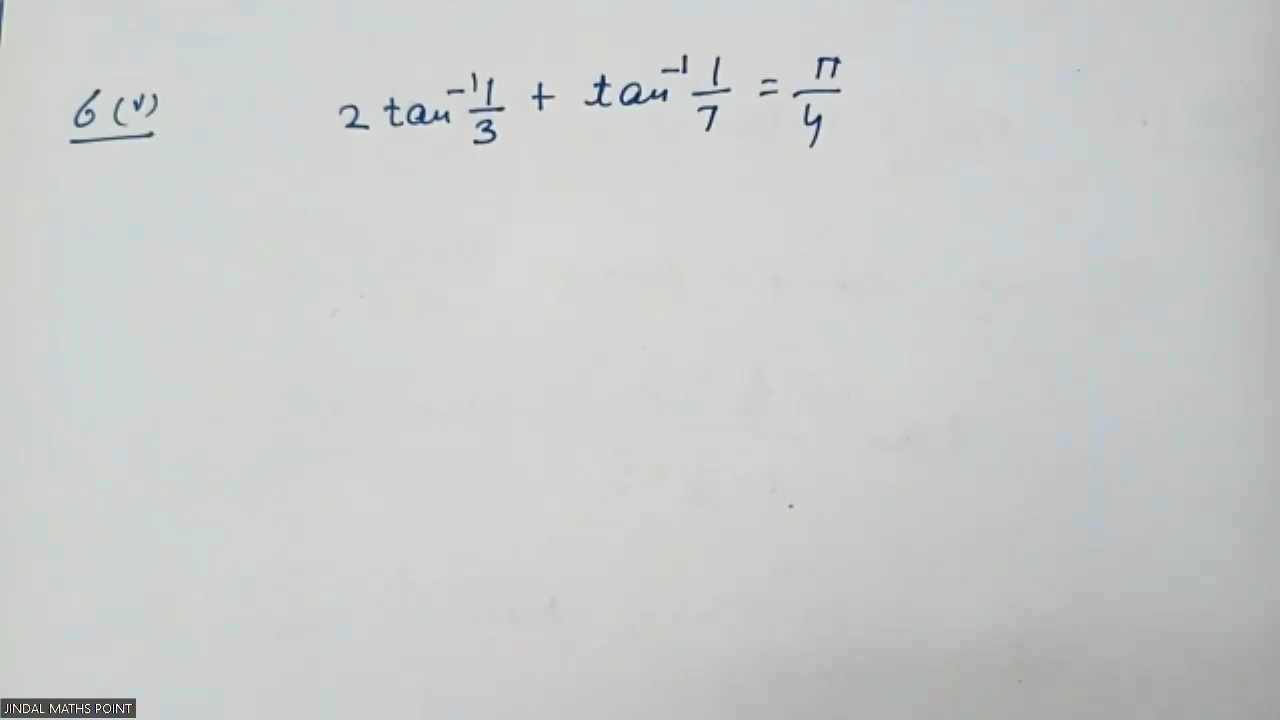 6(v) 2 tan⁻¹ 1/3 + tan⁻¹ 1/7 = π/4
JINDAL MATHS POINT